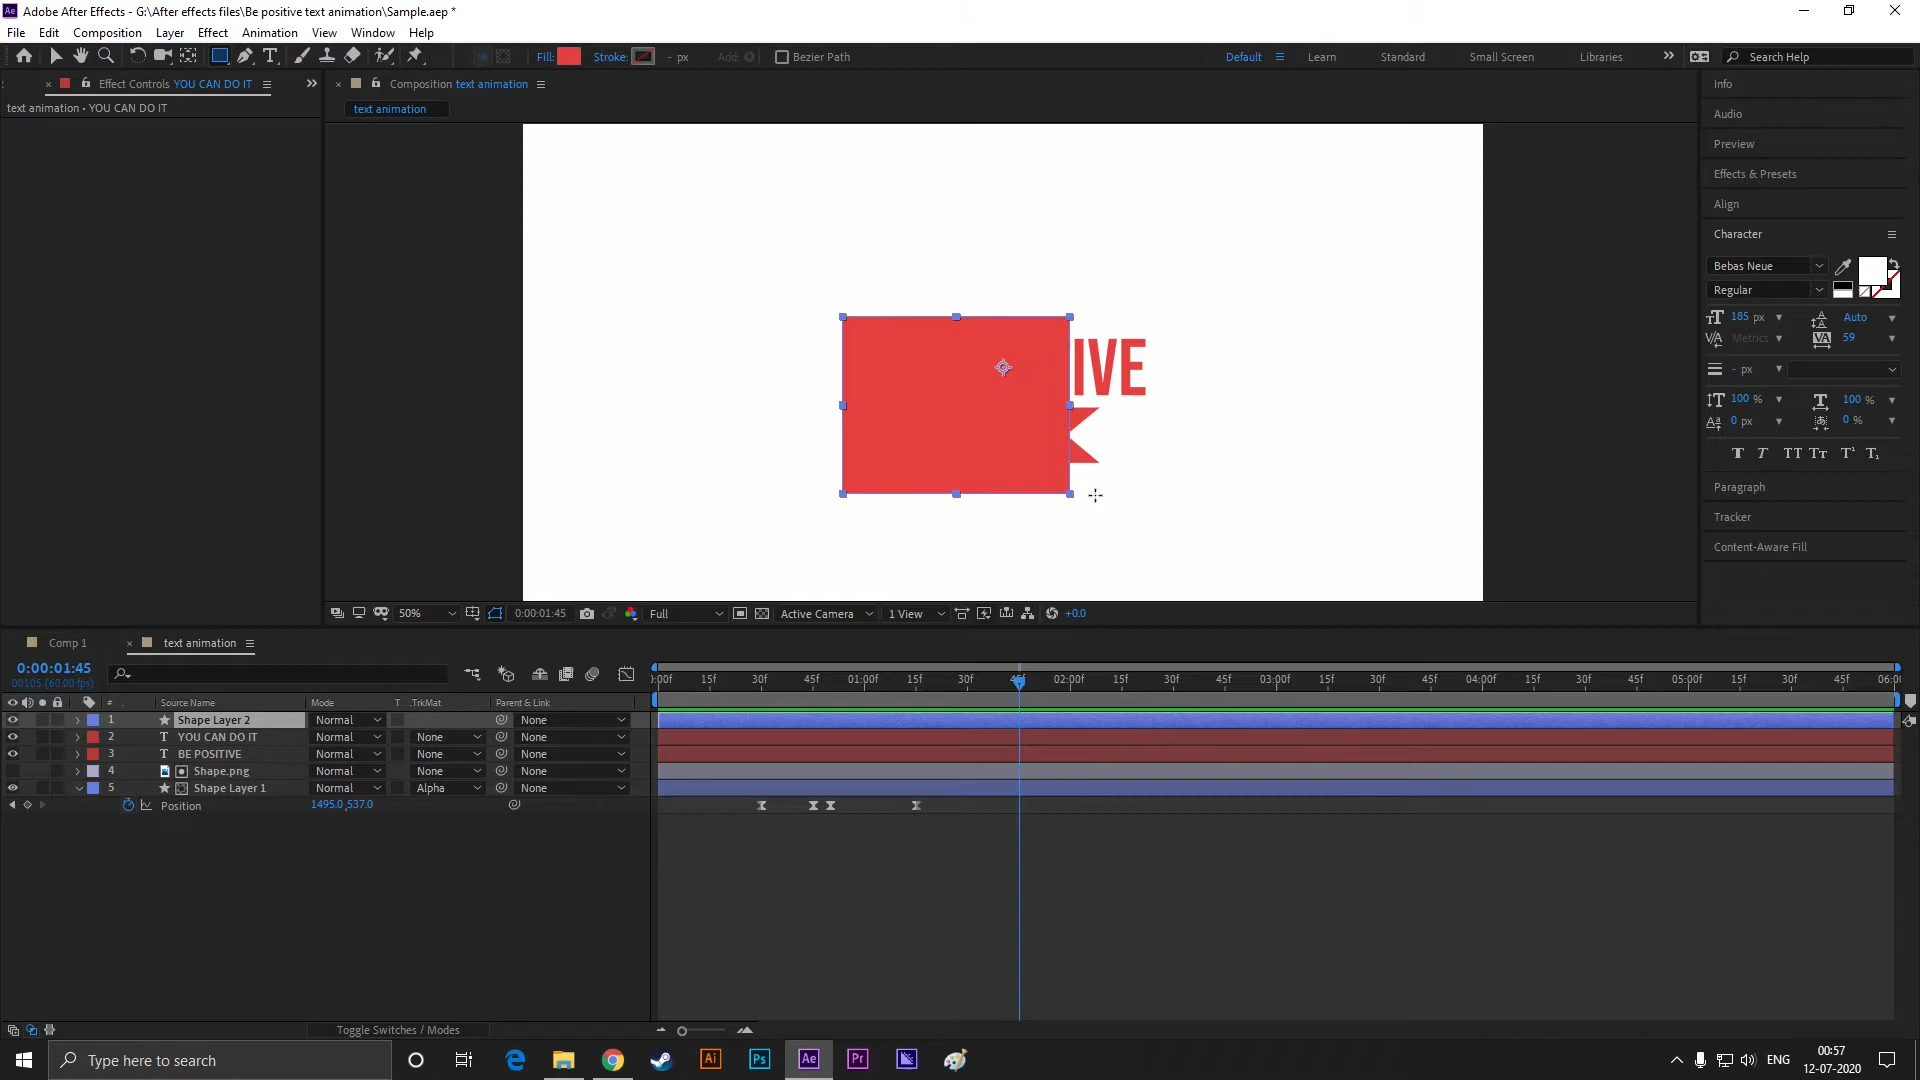 Adobe After Effects - G:\After effects files\Be positive text animation\Sample.aep *
File Edit Composition Layer Effect Animation View Window Help
Fill: Stroke: - px Add: Bezier Path Default Learn Standard Small Screen Libraries Search Help
Effect Controls YOU CAN DO IT
text animation • YOU CAN DO IT
Composition text animation
text animation
IVE
50% 0:00:01:45 Full Active Camera 1 View +0.0
Info
Audio
Preview
Effects & Presets
Align
Character
Bebas Neue
Regular
185 px Auto
Metrics 59
- px
100 % 100 %
0 px 0 %
T T TT Tt T¹ T₁
Paragraph
Tracker
Content-Aware Fill
Comp 1 text animation
0:00:01:45
00105 (60.00 fps)
# Source Name Mode T .TrkMat Parent & Link
:00f 15f 30f 45f 01:00f 15f 30f 45f 02:00f 15f 30f 45f 03:00f 15f 30f 45f 04:00f 15f 30f 45f 05:00f 15f 30f 45f 06:00
1 Shape Layer 2 Normal None
2 T YOU CAN DO IT Normal None None
3 T BE POSITIVE Normal None None
4 Shape.png Normal None None
5 Shape Layer 1 Normal Alpha None
Position 1495.0,537.0
Toggle Switches / Modes
Type here to search
Ai Ps Ae Pr
ENG
00:57
12-07-2020